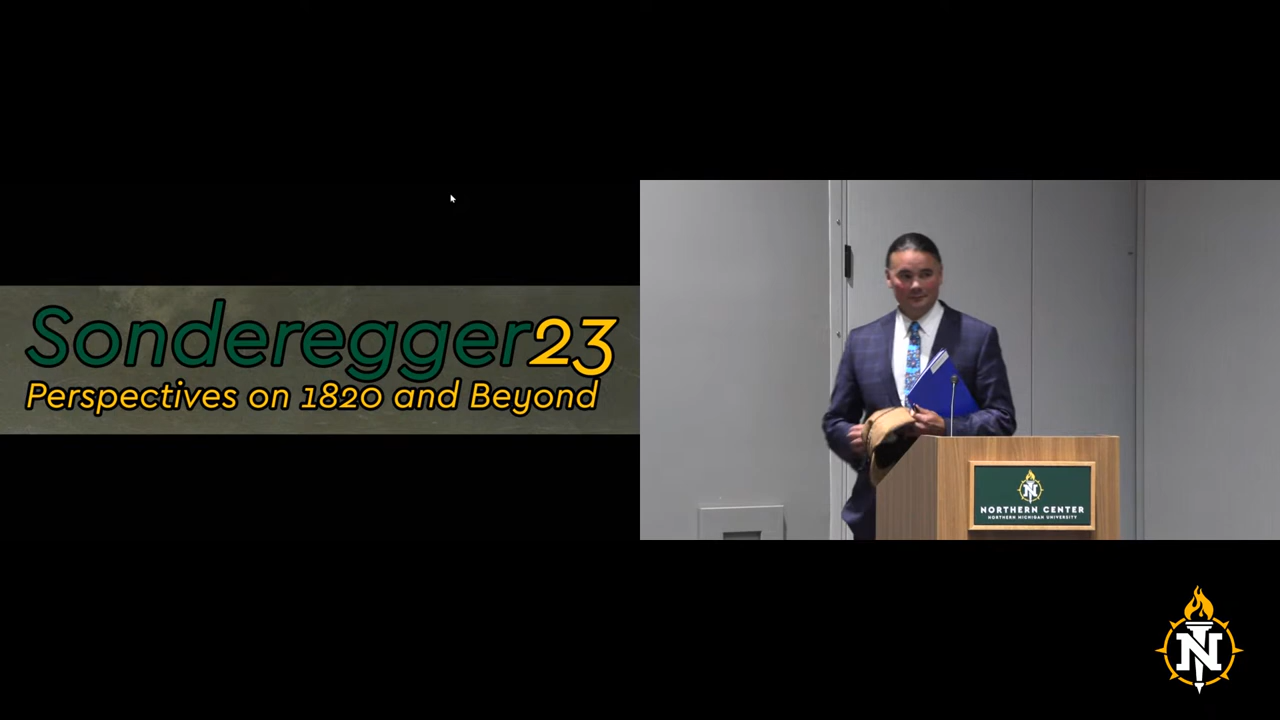 Sonderegger23
Perspectives on 1820 and Beyond
N
NORTHERN CENTER
NORTHERN MICHIGAN UNIVERSITY
N